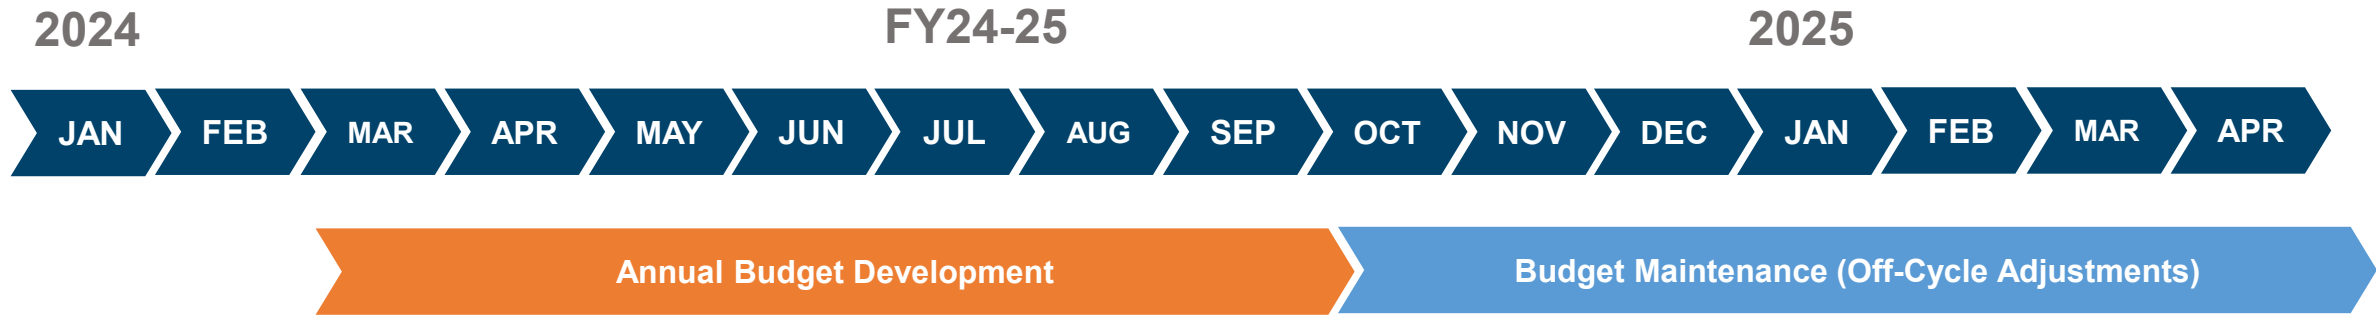 2024 FY24-25 2025
JAN FEB MAR APR MAY JUN JUL AUG SEP OCT NOV DEC JAN FEB MAR APR
Annual Budget Development Budget Maintenance (Off-Cycle Adjustments)